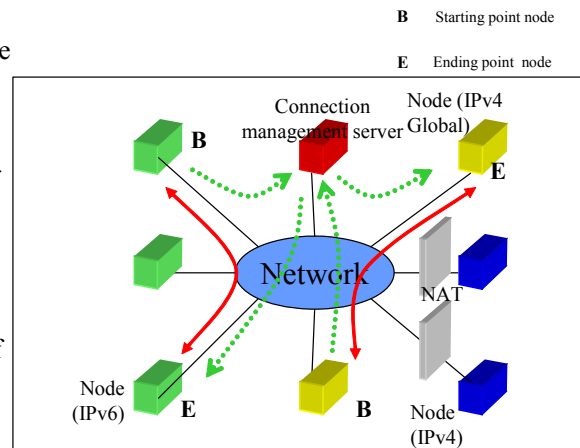 B Starting point node
e
E Ending point node
Connection
management server
Node (IPv4
Global)
B
E
Network
NAT
f
Node
(IPv6)
E
B
Node
(IPv4)